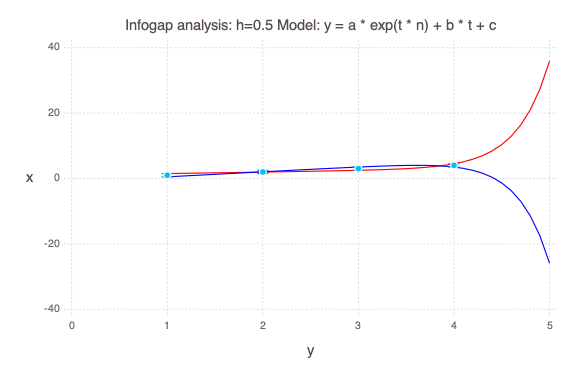 Infogap analysis: h=0.5 Model: y = a * exp(t * n) + b * t + c
40
20
x
0
-20
-40
0 1 2 3 4 5
y